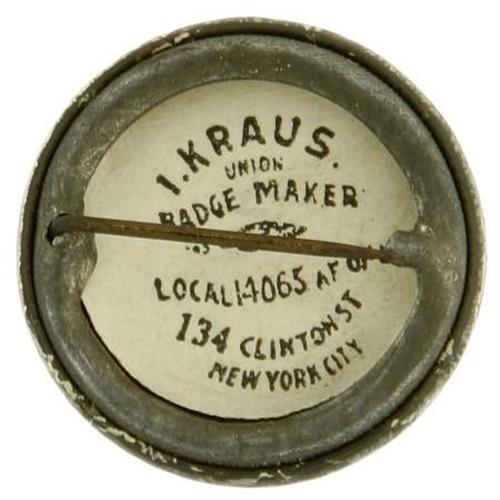 I. KRAUS.
UNION
BADGE MAKER
LOCAL 14065 AF OF L
134 CLINTON ST
NEW YORK CITY